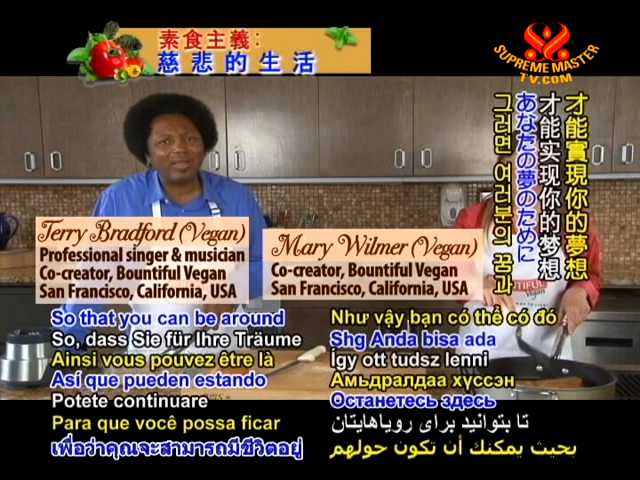 素食主義:
慈悲的生活
SUPREME MASTER
TV.COM
才能實現你的夢想
才能实现你的梦想
あなたの夢のために
그러면 여러분의 꿈과
Terry Bradford (Vegan)
Professional singer & musician
Co-creator, Bountiful Vegan
San Francisco, California, USA
Mary Wilmer (Vegan)
Co-creator, Bountiful Vegan
San Francisco, California, USA
So that you can be around
So, dass Sie für Ihre Träume
Ainsi vous pouvez être là
Así que pueden estando
Potete continuare
Para que você possa ficar
เพื่อว่าคุณจะสามารถมีชีวิตอยู่
Như vậy bạn có thể có đó
Shg Anda bisa ada
Így ott tudsz lenni
Амьдралдаа хүссэн
Останетесь здесь
تا بتوانید برای رویاهایتان
بحيث يمكنك أن تكون حولهم